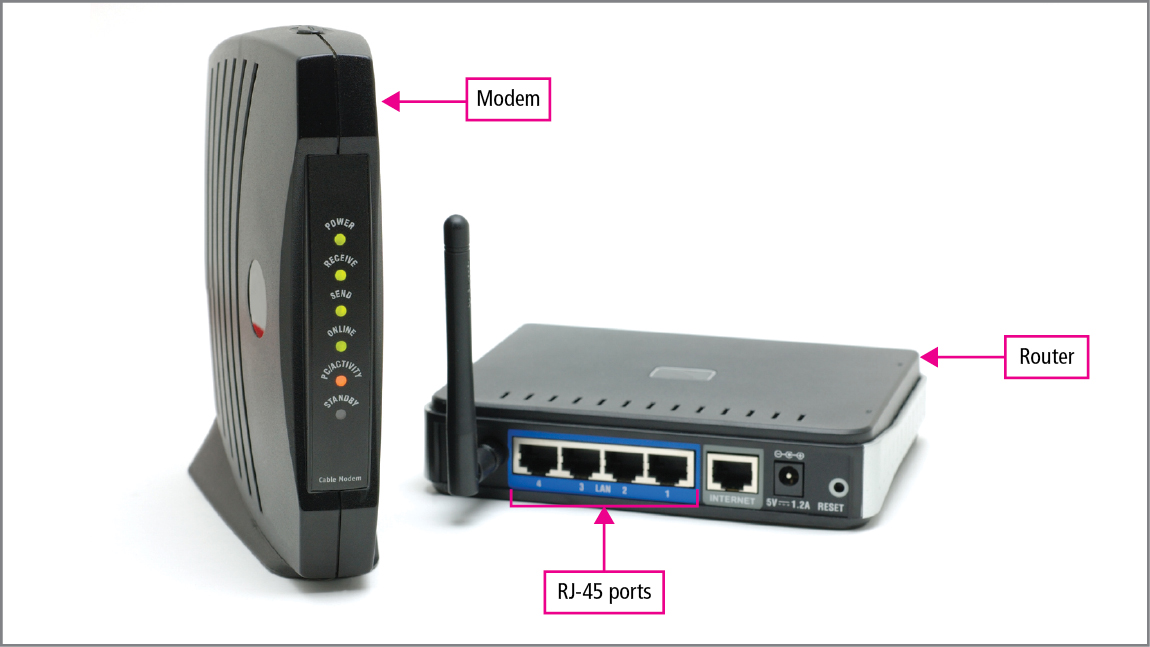 Modem
POWER
RECEIVE
SEND
ONLINE
PC/ACTIVITY
STANDBY
Cable Modem
Router
4 3 LAN 2 1
INTERNET
5V 1.2A
RESET
RJ-45 ports